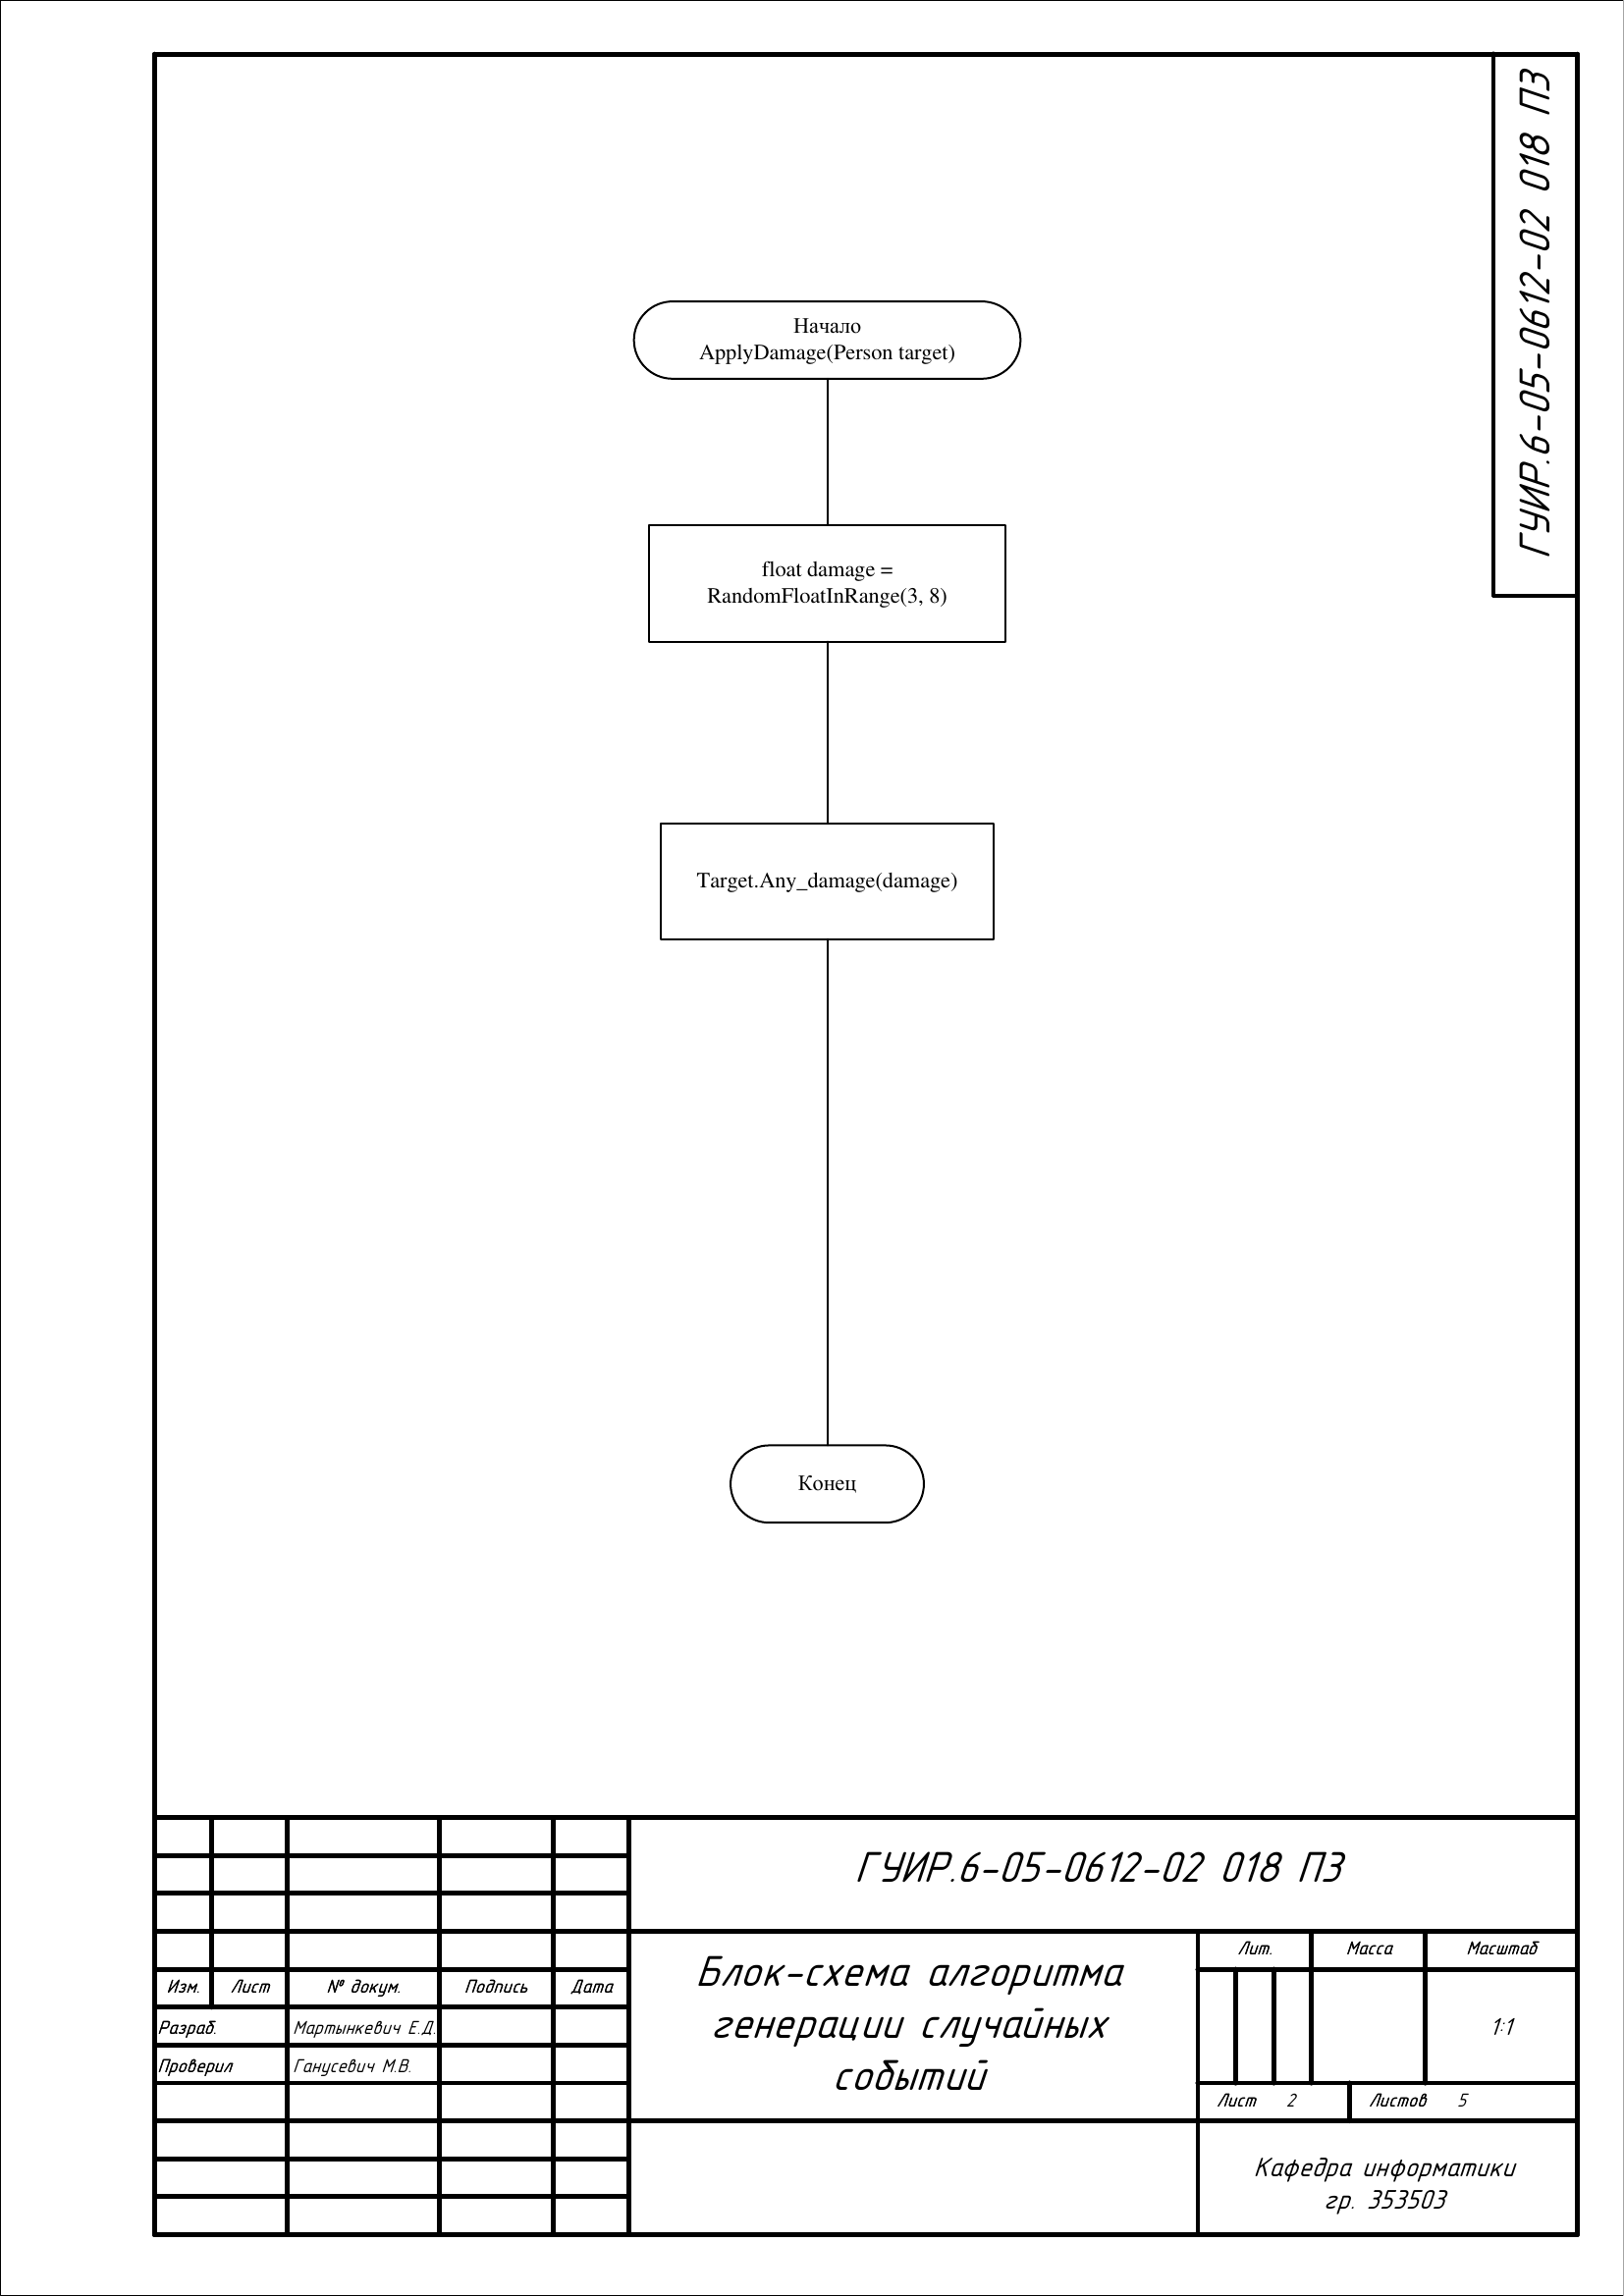 ГУИР.6-05-0612-02 018 ПЗ
Начало
ApplyDamage(Person target)
float damage =
RandomFloatInRange(3, 8)
Target.Any_damage(damage)
Конец
ГУИР.6-05-0612-02 018 ПЗ
Блок-схема алгоритма
генерации случайных
событий
Лит. Масса Масштаб
1:1
Лист 2 Листов 5
Изм. Лист № докум. Подпись Дата
Разраб. Мартынкевич Е.Д.
Проверил Ганусевич М.В.
Кафедра информатики
гр. 353503